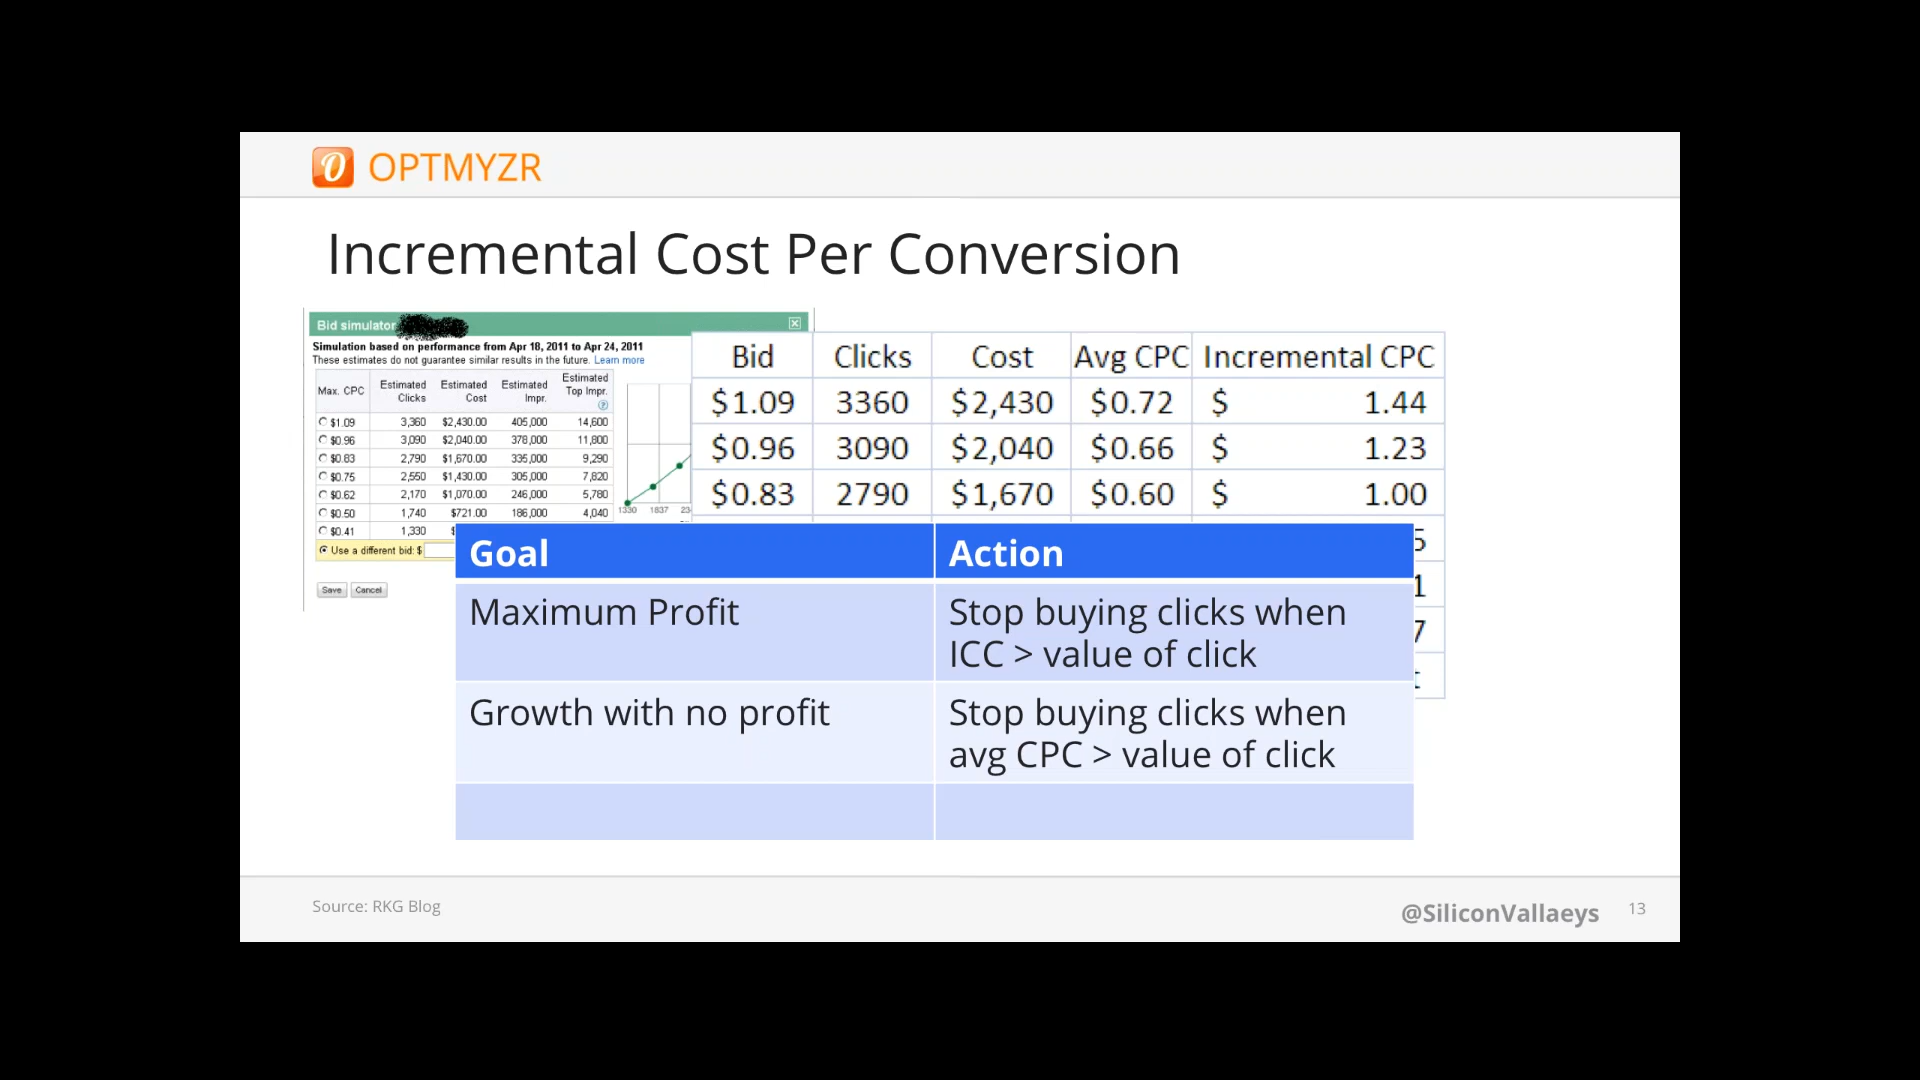 OPTMYZR
Incremental Cost Per Conversion
Bid simulator
Simulation based on performance from Apr 18, 2011 to Apr 24, 2011
These estimates do not guarantee similar results in the future. Learn more
Max. CPC Estimated Clicks Estimated Cost Estimated Impr. Estimated Top Impr.
$1.09 3,360 $2,430.00 405,000 14,600
$0.96 3,090 $2,040.00 378,000 11,800
$0.83 2,790 $1,670.00 335,000 9,290
$0.75 2,550 $1,430.00 305,000 7,820
$0.62 2,170 $1,070.00 246,000 5,780
$0.50 1,740 $721.00 186,000 4,040
$0.41 1,330 $
Use a different bid: $
Save Cancel
1330 1837
Bid Clicks Cost Avg CPC Incremental CPC
$1.09 3360 $2,430 $0.72 $ 1.44
$0.96 3090 $2,040 $0.66 $ 1.23
$0.83 2790 $1,670 $0.60 $ 1.00
5
1
7
Goal Action
Maximum Profit Stop buying clicks when
ICC > value of click
Growth with no profit Stop buying clicks when
avg CPC > value of click
Source: RKG Blog
@SiliconVallaeys 13